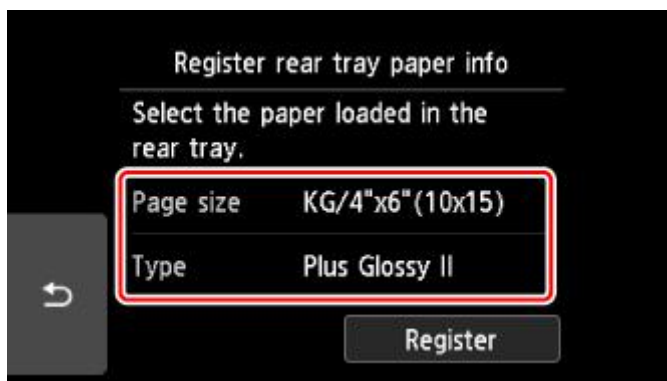 Register rear tray paper info
Select the paper loaded in the
rear tray.
Page size KG/4"x6"(10x15)
Type Plus Glossy II
Register